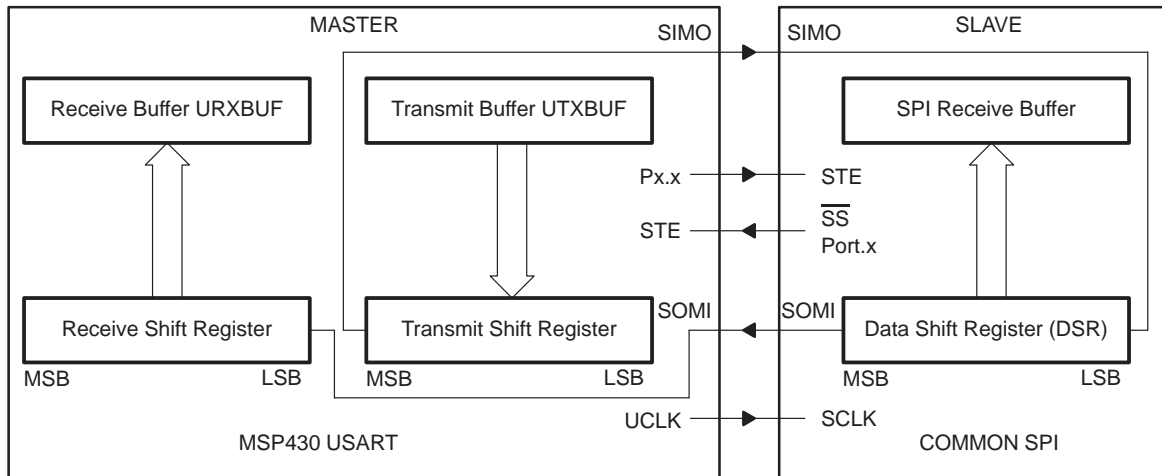 MASTER
SIMO
SIMO
SLAVE
Receive Buffer URXBUF
Transmit Buffer UTXBUF
SPI Receive Buffer
Px.x
STE
STE
SS
Port.x
Receive Shift Register
Transmit Shift Register
SOMI
SOMI
Data Shift Register (DSR)
MSB
LSB
MSB
LSB
MSB
LSB
UCLK
SCLK
MSP430 USART
COMMON SPI